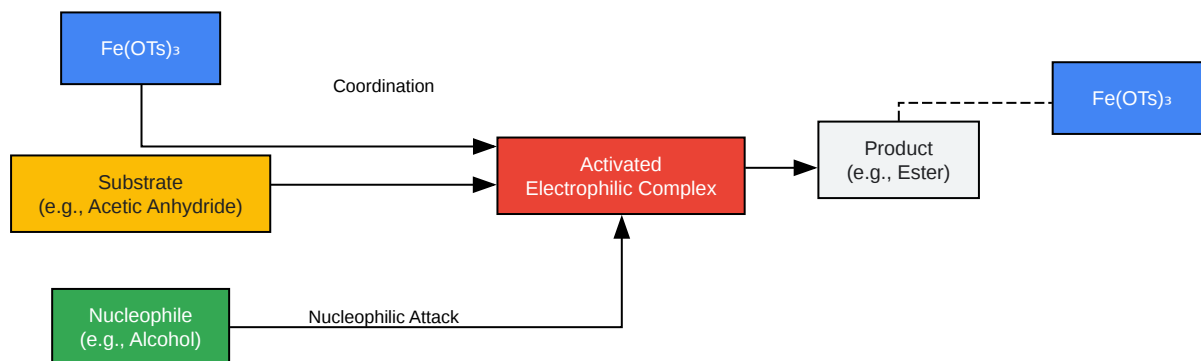 Fe(OTs)₃
Coordination
Fe(OTs)₃
Substrate
(e.g., Acetic Anhydride)
Activated
Electrophilic Complex
Product
(e.g., Ester)
Nucleophile
(e.g., Alcohol)
Nucleophilic Attack